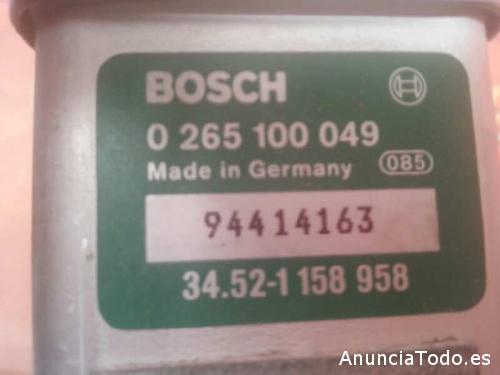 BOSCH
0 265 100 049
Made in Germany 085
94414163
34.52-1 158 958
AnunciaTodo.es